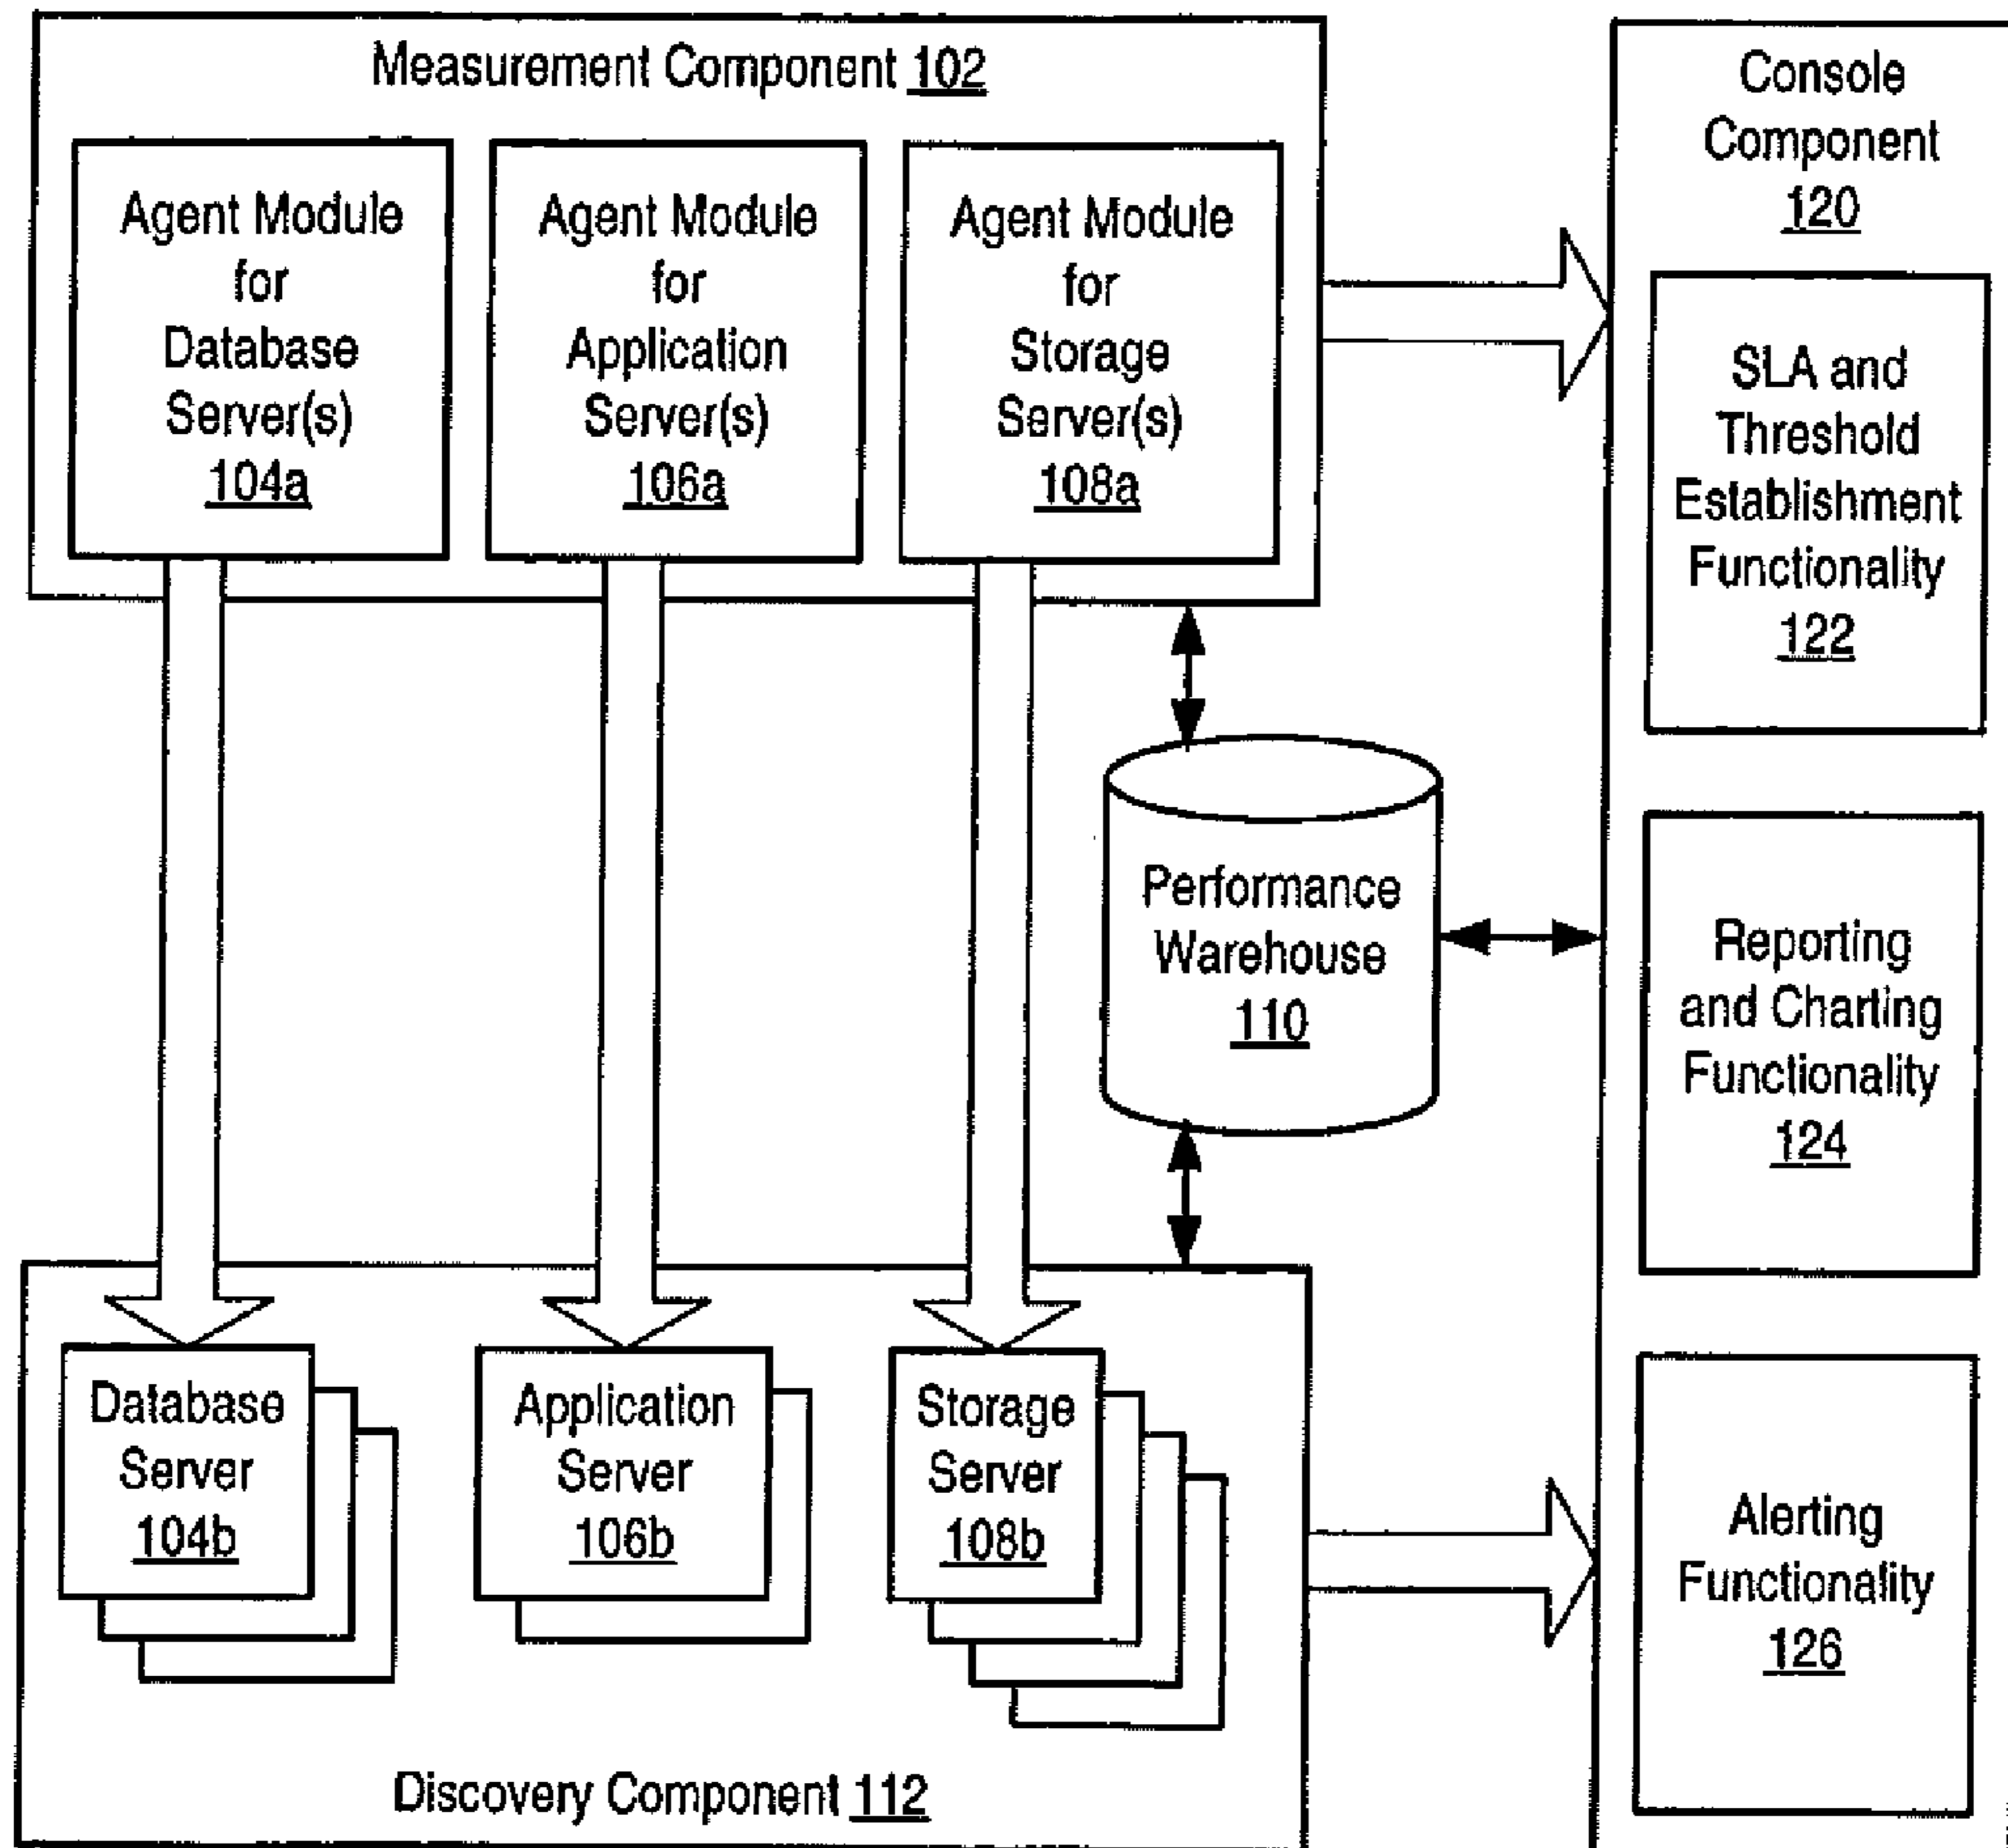 Measurement Component 102
Agent Module
for
Database
Server(s)
104a
Agent Module
for
Application
Server(s)
106a
Agent Module
for
Storage
Server(s)
108a
Console
Component
120
SLA and
Threshold
Establishment
Functionality
122
Performance
Warehouse
110
Reporting
and Charting
Functionality
124
Database
Server
104b
Application
Server
106b
Storage
Server
108b
Alerting
Functionality
126
Discovery Component 112